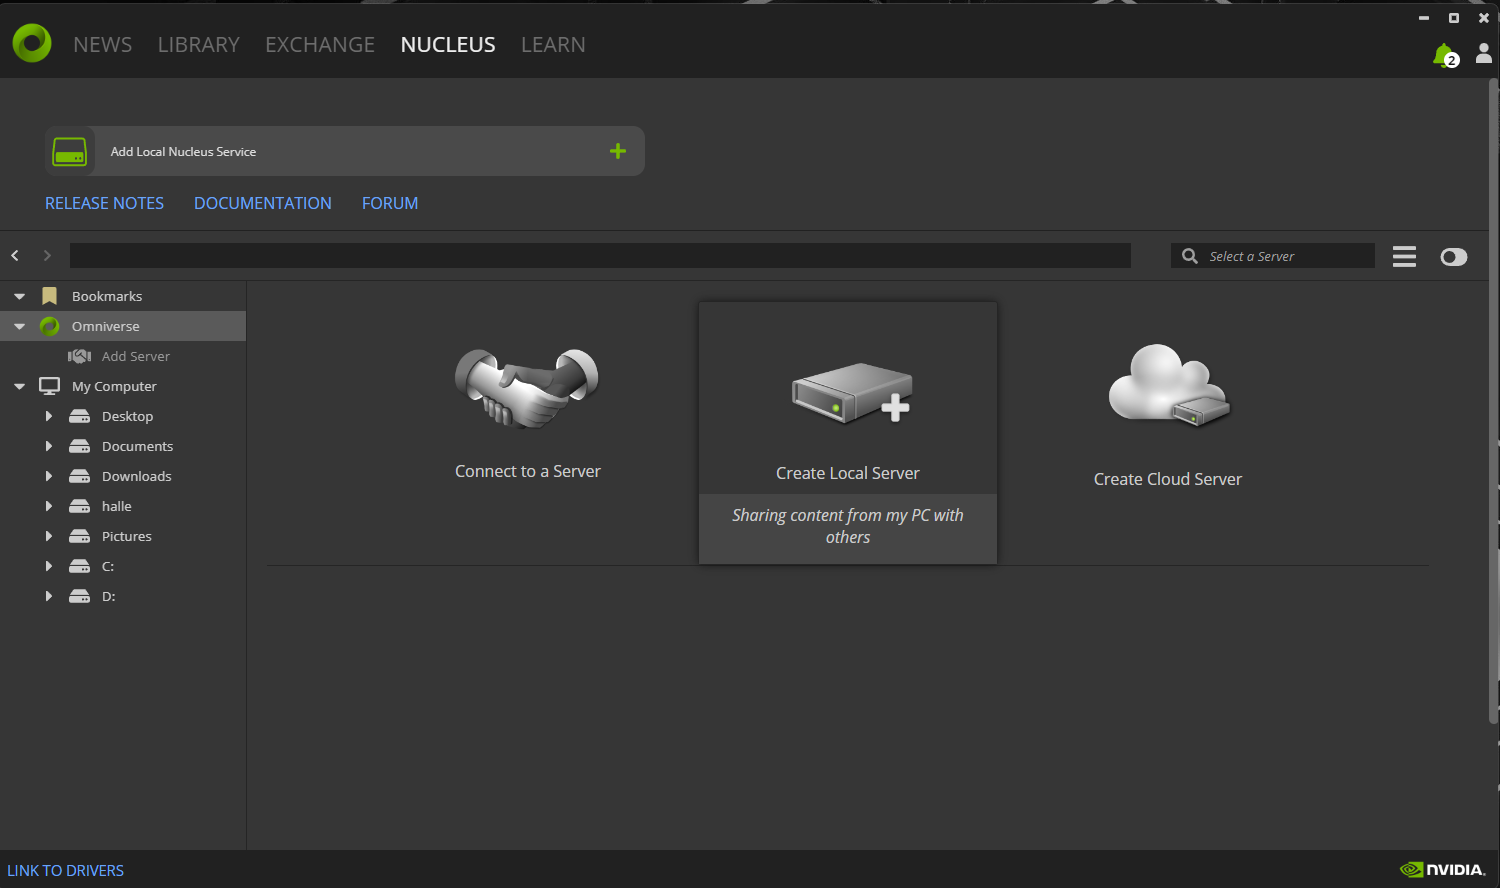 NEWS LIBRARY EXCHANGE NUCLEUS LEARN
2
Add Local Nucleus Service
RELEASE NOTES DOCUMENTATION FORUM
Select a Server
Bookmarks
Omniverse
Add Server
My Computer
Desktop
Documents
Downloads
halle
Pictures
C:
D:
Connect to a Server
Create Local Server
Sharing content from my PC with
others
Create Cloud Server
LINK TO DRIVERS
NVIDIA.